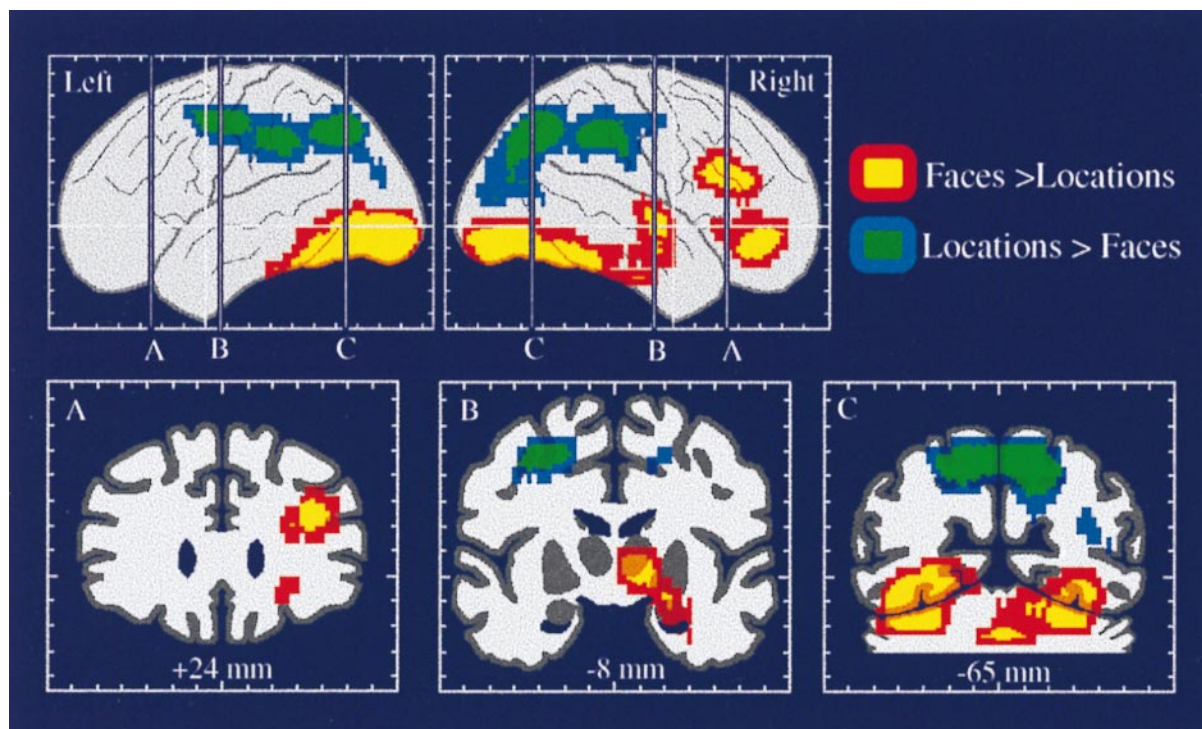 Left
Right
Faces >Locations
Locations > Faces
A
B
C
C
B
A
A
B
C
+24 mm
-8 mm
-65 mm